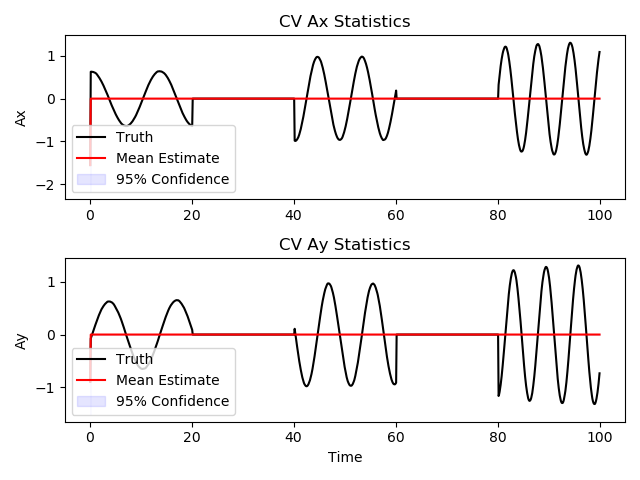 CV Ax Statistics
1
0
−1
−2
Ax
Truth
Mean Estimate
95% Confidence
0 20 40 60 80 100
CV Ay Statistics
1
0
−1
Ay
Truth
Mean Estimate
95% Confidence
0 20 40 60 80 100
Time